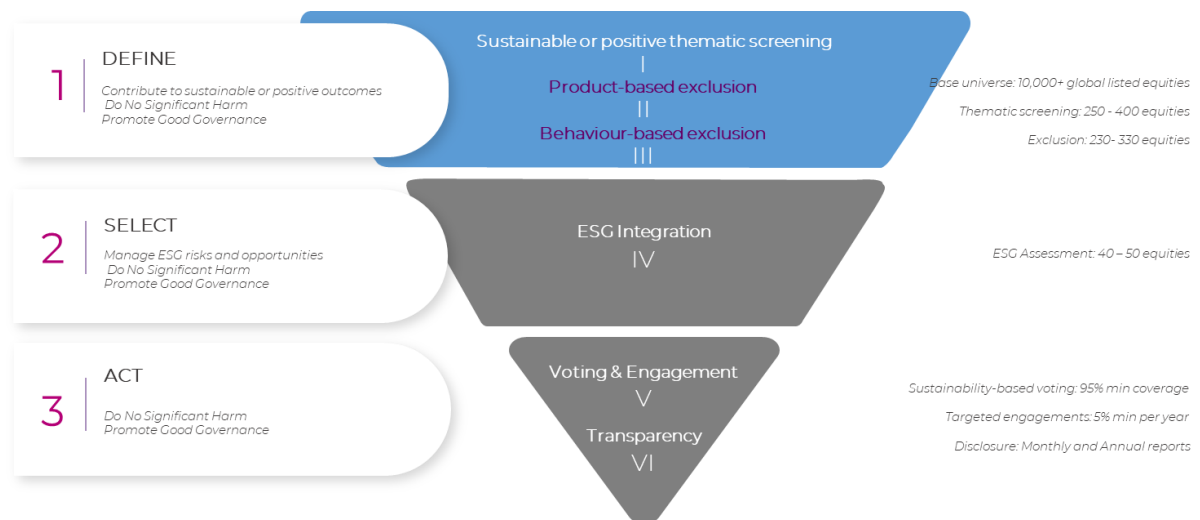 1
DEFINE
Contribute to sustainable or positive outcomes
Do No Significant Harm
Promote Good Governance
Sustainable or positive thematic screening
I
Product-based exclusion
II
Behaviour-based exclusion
III
Base universe: 10,000+ global listed equities
Thematic screening: 250 - 400 equities
Exclusion: 230- 330 equities
2
SELECT
Manage ESG risks and opportunities
Do No Significant Harm
Promote Good Governance
ESG Integration
IV
ESG Assessment: 40 – 50 equities
3
ACT
Do No Significant Harm
Promote Good Governance
Voting & Engagement
V
Transparency
VI
Sustainability-based voting: 95% min coverage
Targeted engagements: 5% min per year
Disclosure: Monthly and Annual reports